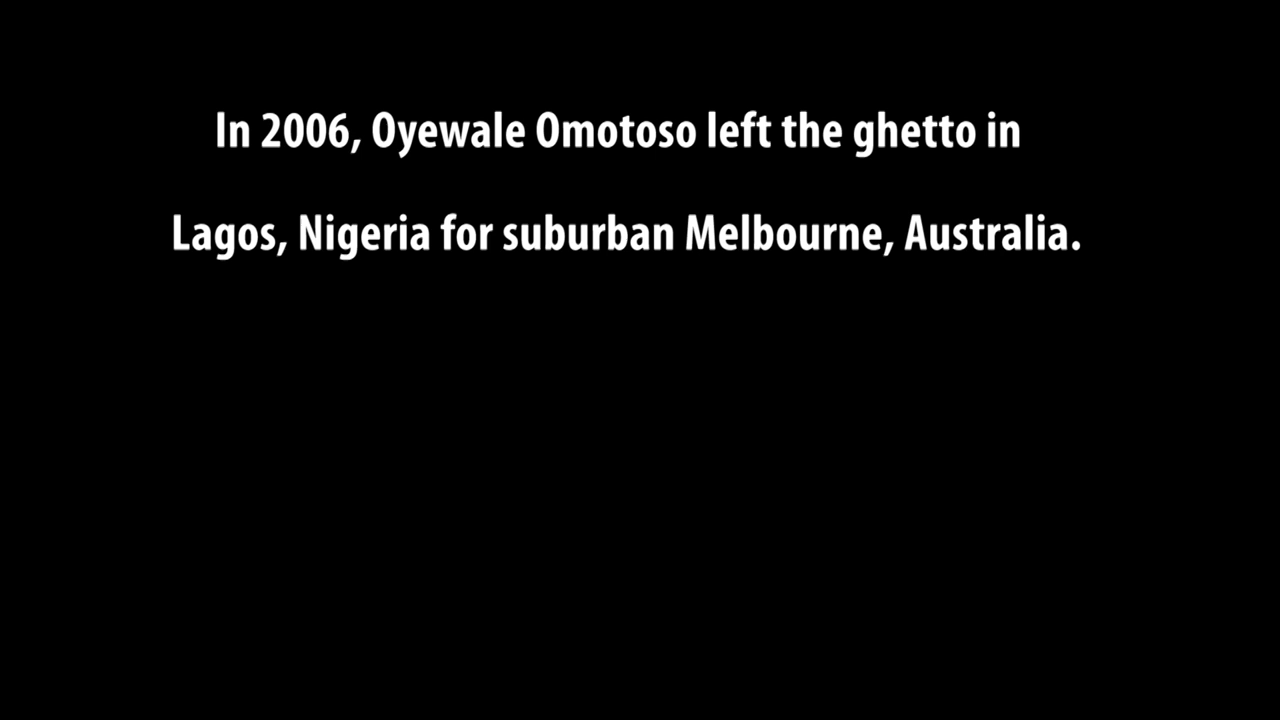 In 2006, Oyewale Omotoso left the ghetto in
Lagos, Nigeria for suburban Melbourne, Australia.